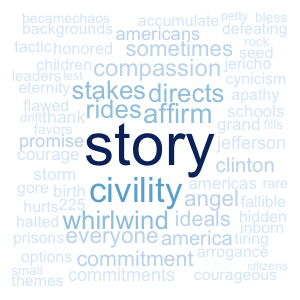 becamechaos accumulate petty bless
backgrounds americans defeating
tactic honored sometimes rock
children compassion seed
leaders lest jericho
eternity stakes directs cynicism
flawed rides affirm apathy
drift thank schools
favors story grand fills
promise jefferson
courage
storm civility clinton
gore birth angel americas rare
hurts 225 whirlwind ideals fallible
halted hidden
prisons everyone america inborn
tiring
options commitment arrogance
small commitments courageous citizens
themes